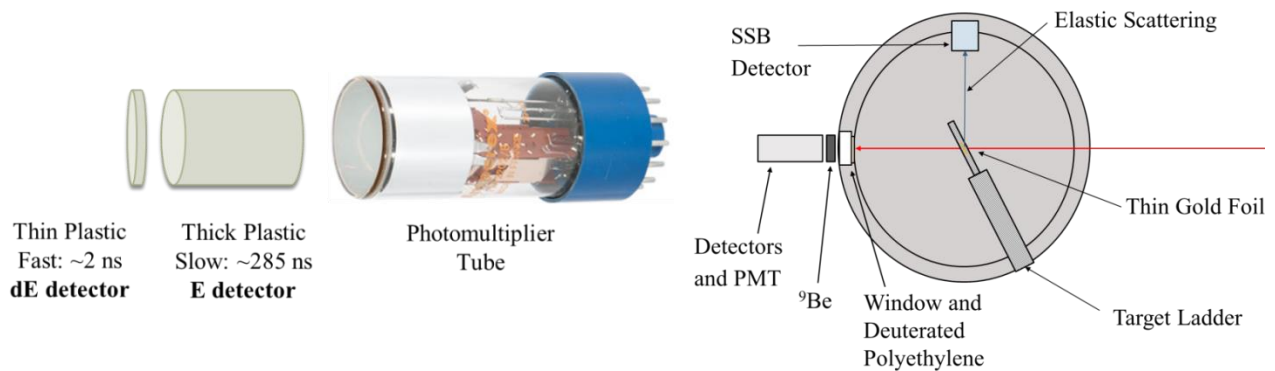 Thin Plastic
Fast: ~2 ns
dE detector
Thick Plastic
Slow: ~285 ns
E detector
Photomultiplier
Tube
SSB
Detector
Elastic Scattering
Thin Gold Foil
Target Ladder
Detectors
and PMT
⁹Be
Window and
Deuterated
Polyethylene